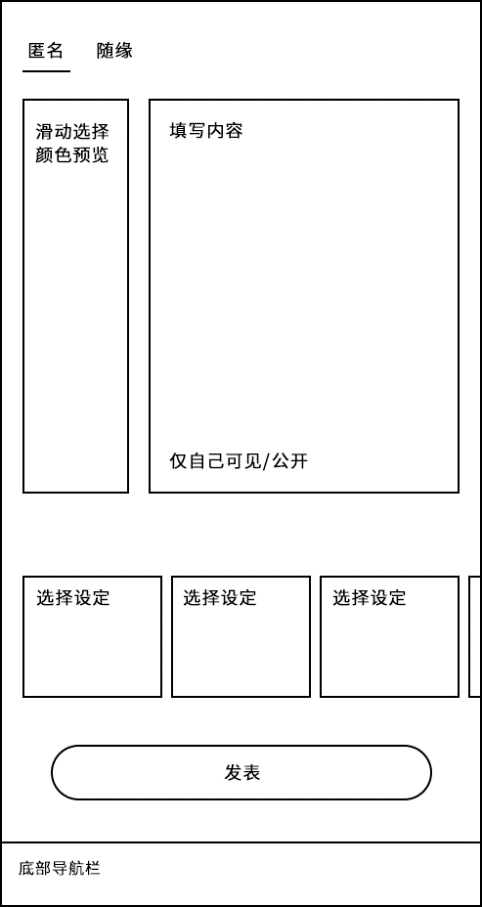 匿名 随缘
滑动选择
颜色预览
填写内容
仅自己可见/公开
选择设定
选择设定
选择设定
发表
底部导航栏